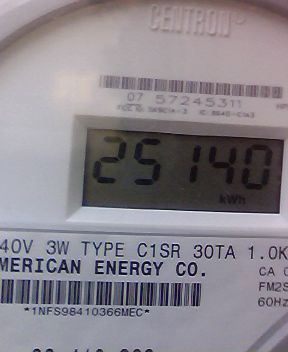 CENTRON
07 57245311
25140
kWh
40V 3W TYPE C1SR 30TA 1.0K
MERICAN ENERGY CO.
CA 0
FM2S
60Hz
*1NFS98410366MEC*